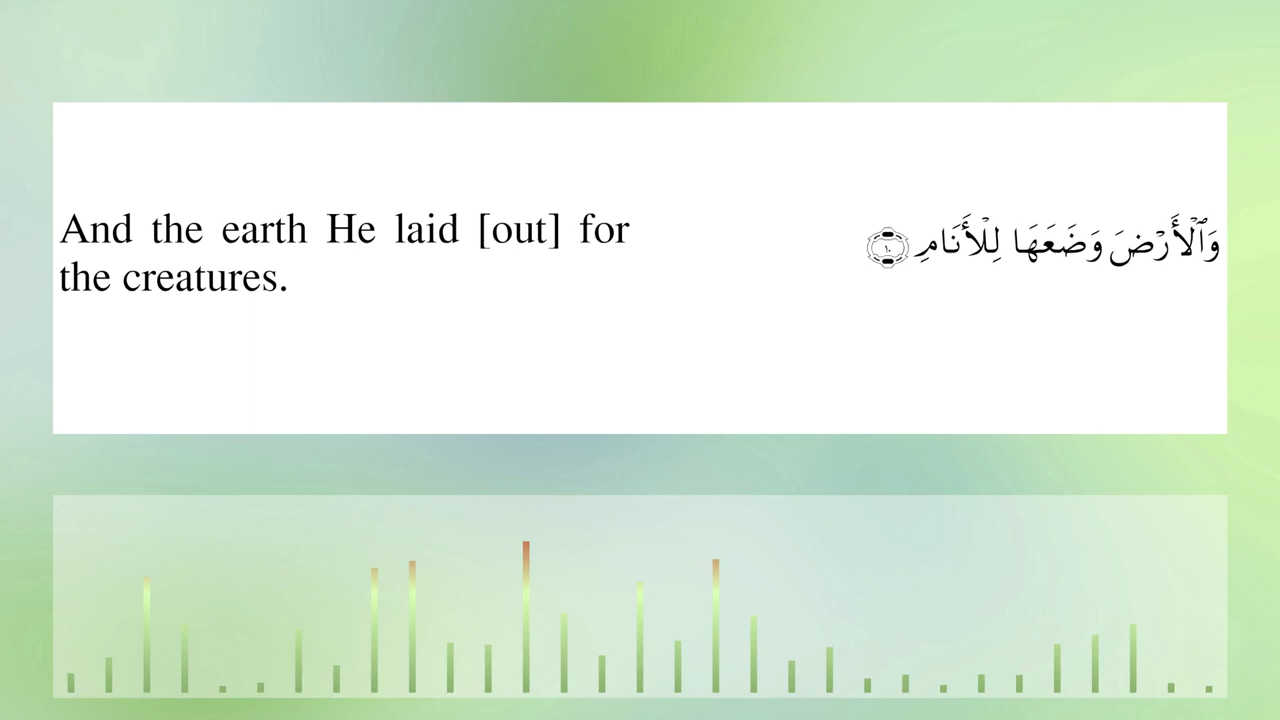 And the earth He laid [out] for
the creatures.
وَٱلْأَرْضَ وَضَعَهَا لِلْأَنَامِ ١٠